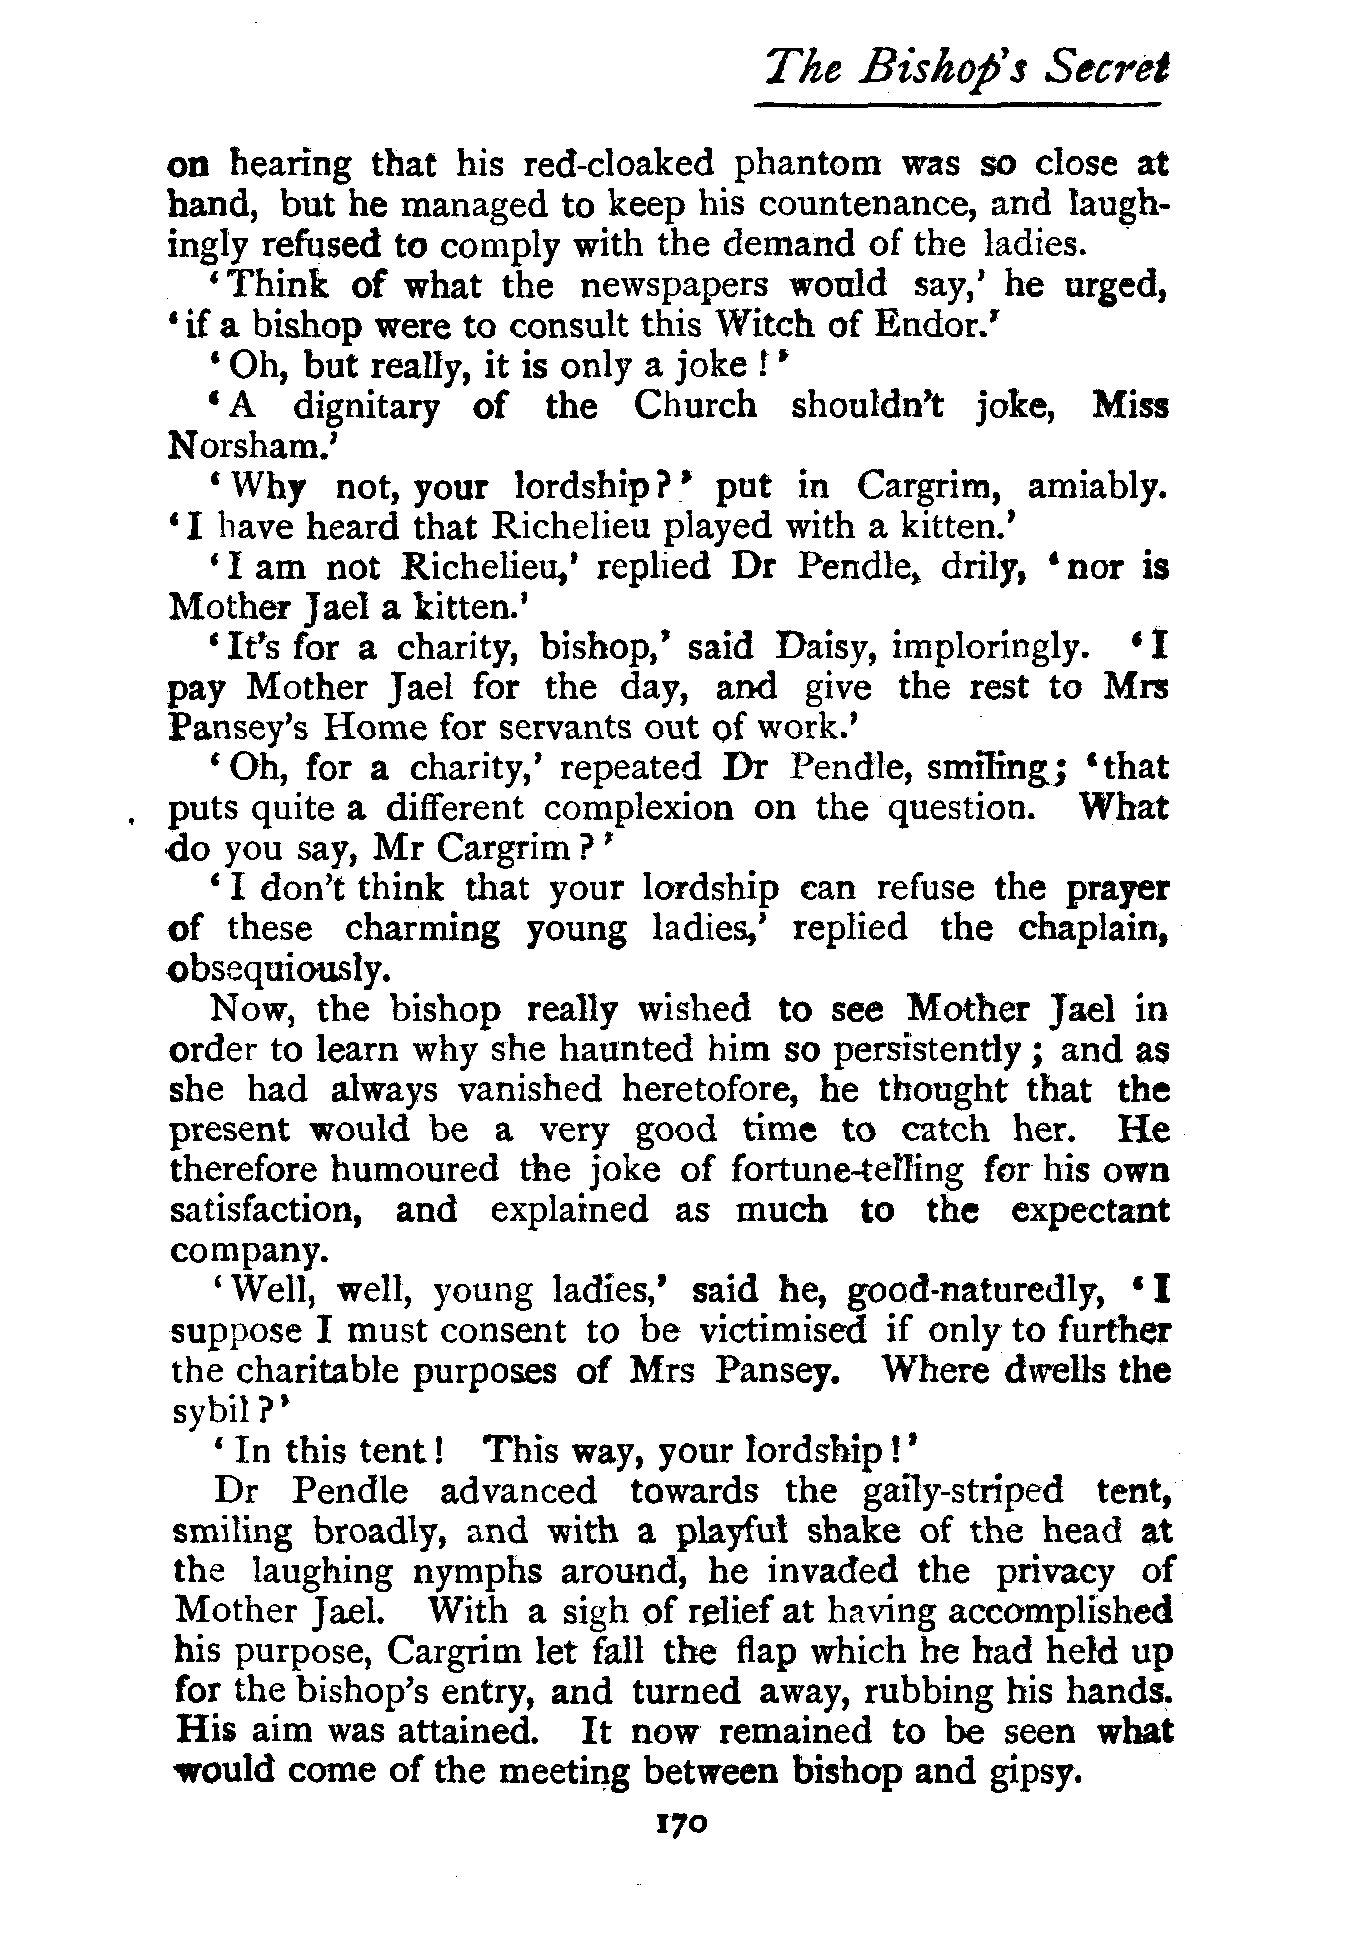 The Bishop's Secret
on hearing that his red-cloaked phantom was so close at
hand, but he managed to keep his countenance, and laugh-
ingly refused to comply with the demand of the ladies.
‘Think of what the newspapers would say,’ he urged,
‘if a bishop were to consult this Witch of Endor.’
‘Oh, but really, it is only a joke!’
‘A dignitary of the Church shouldn't joke, Miss
Norsham.’
‘Why not, your lordship?’ put in Cargrim, amiably.
‘I have heard that Richelieu played with a kitten.’
‘I am not Richelieu,’ replied Dr Pendle, drily, ‘nor is
Mother Jael a kitten.’
‘It's for a charity, bishop,’ said Daisy, imploringly. ‘I
pay Mother Jael for the day, and give the rest to Mrs
Pansey's Home for servants out of work.’
‘Oh, for a charity,’ repeated Dr Pendle, smiling; ‘that
puts quite a different complexion on the question. What
do you say, Mr Cargrim?’
‘I don't think that your lordship can refuse the prayer
of these charming young ladies,’ replied the chaplain,
obsequiously.
Now, the bishop really wished to see Mother Jael in
order to learn why she haunted him so persistently; and as
she had always vanished heretofore, he thought that the
present would be a very good time to catch her. He
therefore humoured the joke of fortune-telling for his own
satisfaction, and explained as much to the expectant
company.
‘Well, well, young ladies,’ said he, good-naturedly, ‘I
suppose I must consent to be victimised if only to further
the charitable purposes of Mrs Pansey. Where dwells the
sybil?’
‘In this tent! This way, your lordship!’
Dr Pendle advanced towards the gaily-striped tent,
smiling broadly, and with a playful shake of the head at
the laughing nymphs around, he invaded the privacy of
Mother Jael. With a sigh of relief at having accomplished
his purpose, Cargrim let fall the flap which he had held up
for the bishop's entry, and turned away, rubbing his hands.
His aim was attained. It now remained to be seen what
would come of the meeting between bishop and gipsy.
170